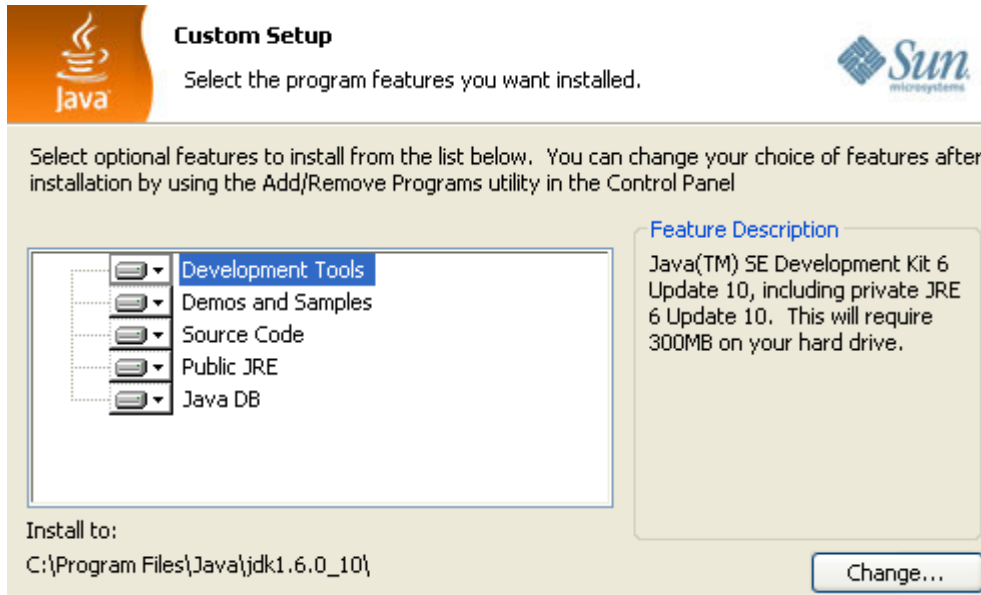 Java
Custom Setup
Select the program features you want installed.
Sun
microsystems
Select optional features to install from the list below. You can change your choice of features after
installation by using the Add/Remove Programs utility in the Control Panel
Development Tools
Demos and Samples
Source Code
Public JRE
Java DB
Feature Description
Java(TM) SE Development Kit 6
Update 10, including private JRE
6 Update 10. This will require
300MB on your hard drive.
Install to:
C:\Program Files\Java\jdk1.6.0_10\
Change...